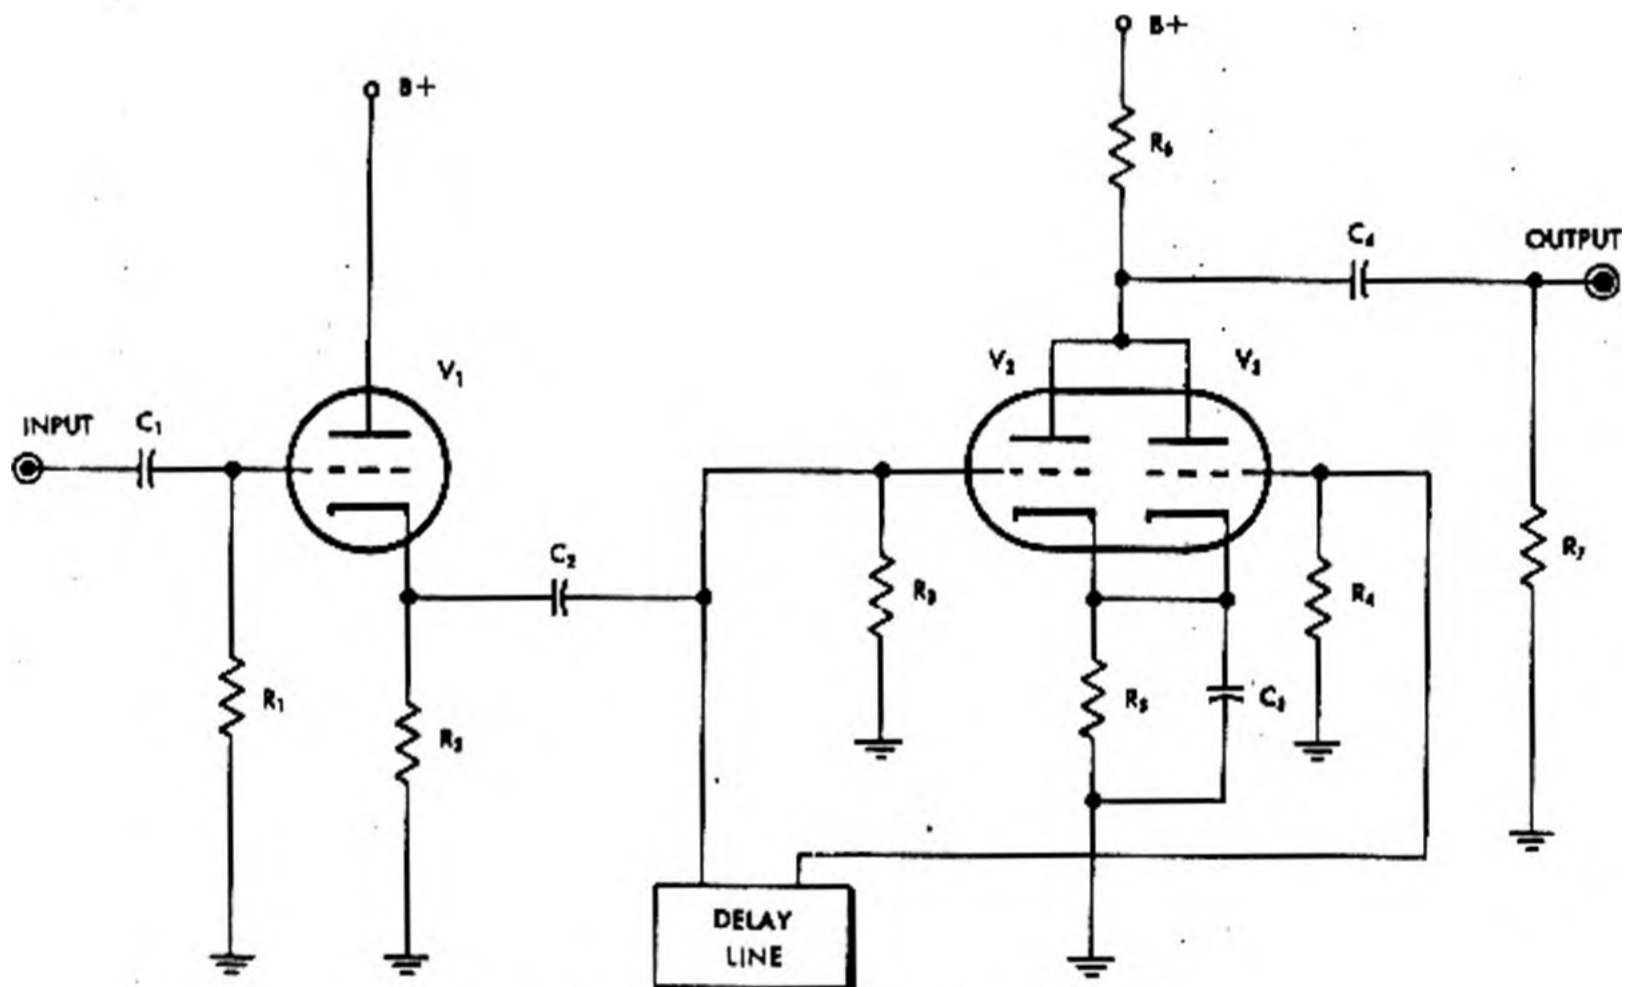 B+
B+
R₆
C₄
OUTPUT
V₁
V₂
V₃
INPUT
C₁
C₂
R₃
R₄
R₇
R₁
R₂
R₅
C₃
DELAY
LINE